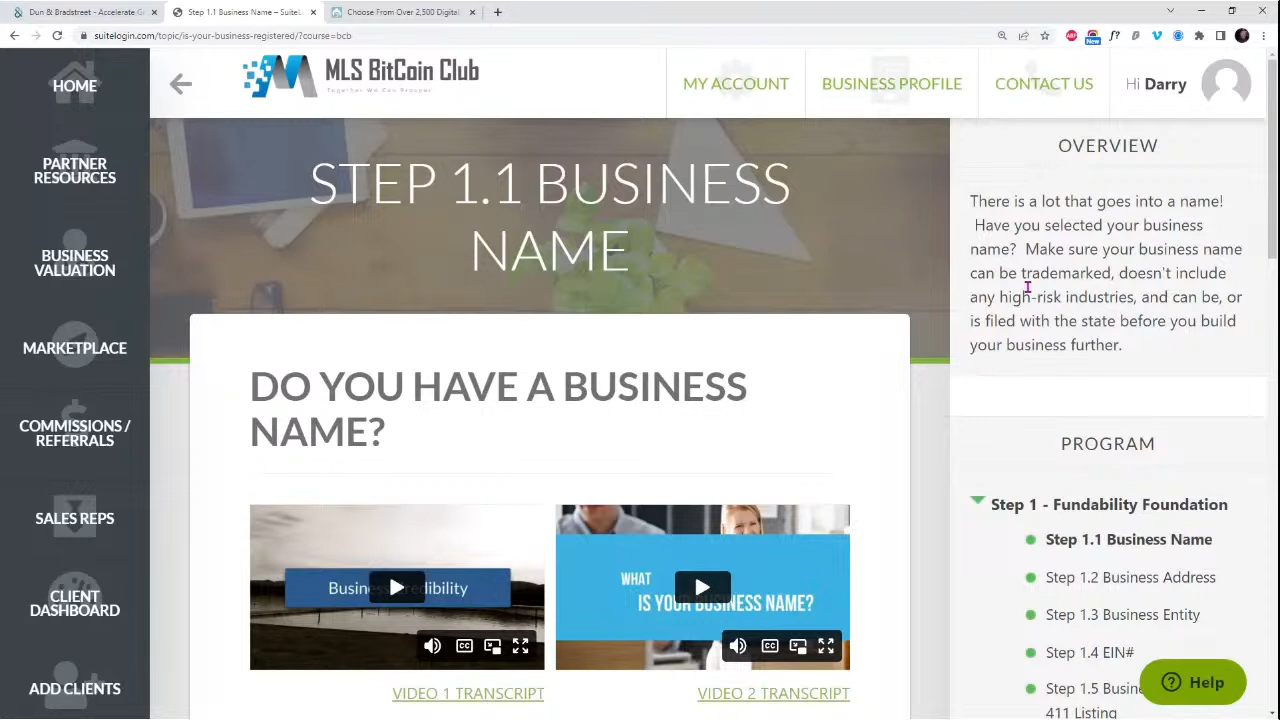 Dun & Bradstreet - Accelerate Gr
Step 1.1 Business Name – SuiteLo
Choose From Over 2,500 Digital
suitelogin.com/topic/is-your-business-registered/?course=bcb
New
HOME
PARTNER
RESOURCES
BUSINESS
VALUATION
MARKETPLACE
COMMISSIONS /
REFERRALS
SALES REPS
CLIENT
DASHBOARD
ADD CLIENTS
MLS BitCoin Club
Together We Can Prosper
MY ACCOUNT
BUSINESS PROFILE
CONTACT US
Hi Darry
STEP 1.1 BUSINESS
NAME
DO YOU HAVE A BUSINESS
NAME?
Business Credibility
WHAT
IS YOUR BUSINESS NAME?
CC
CC
VIDEO 1 TRANSCRIPT
VIDEO 2 TRANSCRIPT
OVERVIEW
There is a lot that goes into a name!
Have you selected your business
name? Make sure your business name
can be trademarked, doesn't include
any high-risk industries, and can be, or
is filed with the state before you build
your business further.
PROGRAM
Step 1 - Fundability Foundation
Step 1.1 Business Name
Step 1.2 Business Address
Step 1.3 Business Entity
Step 1.4 EIN#
Step 1.5 Busine
411 Listing
Help